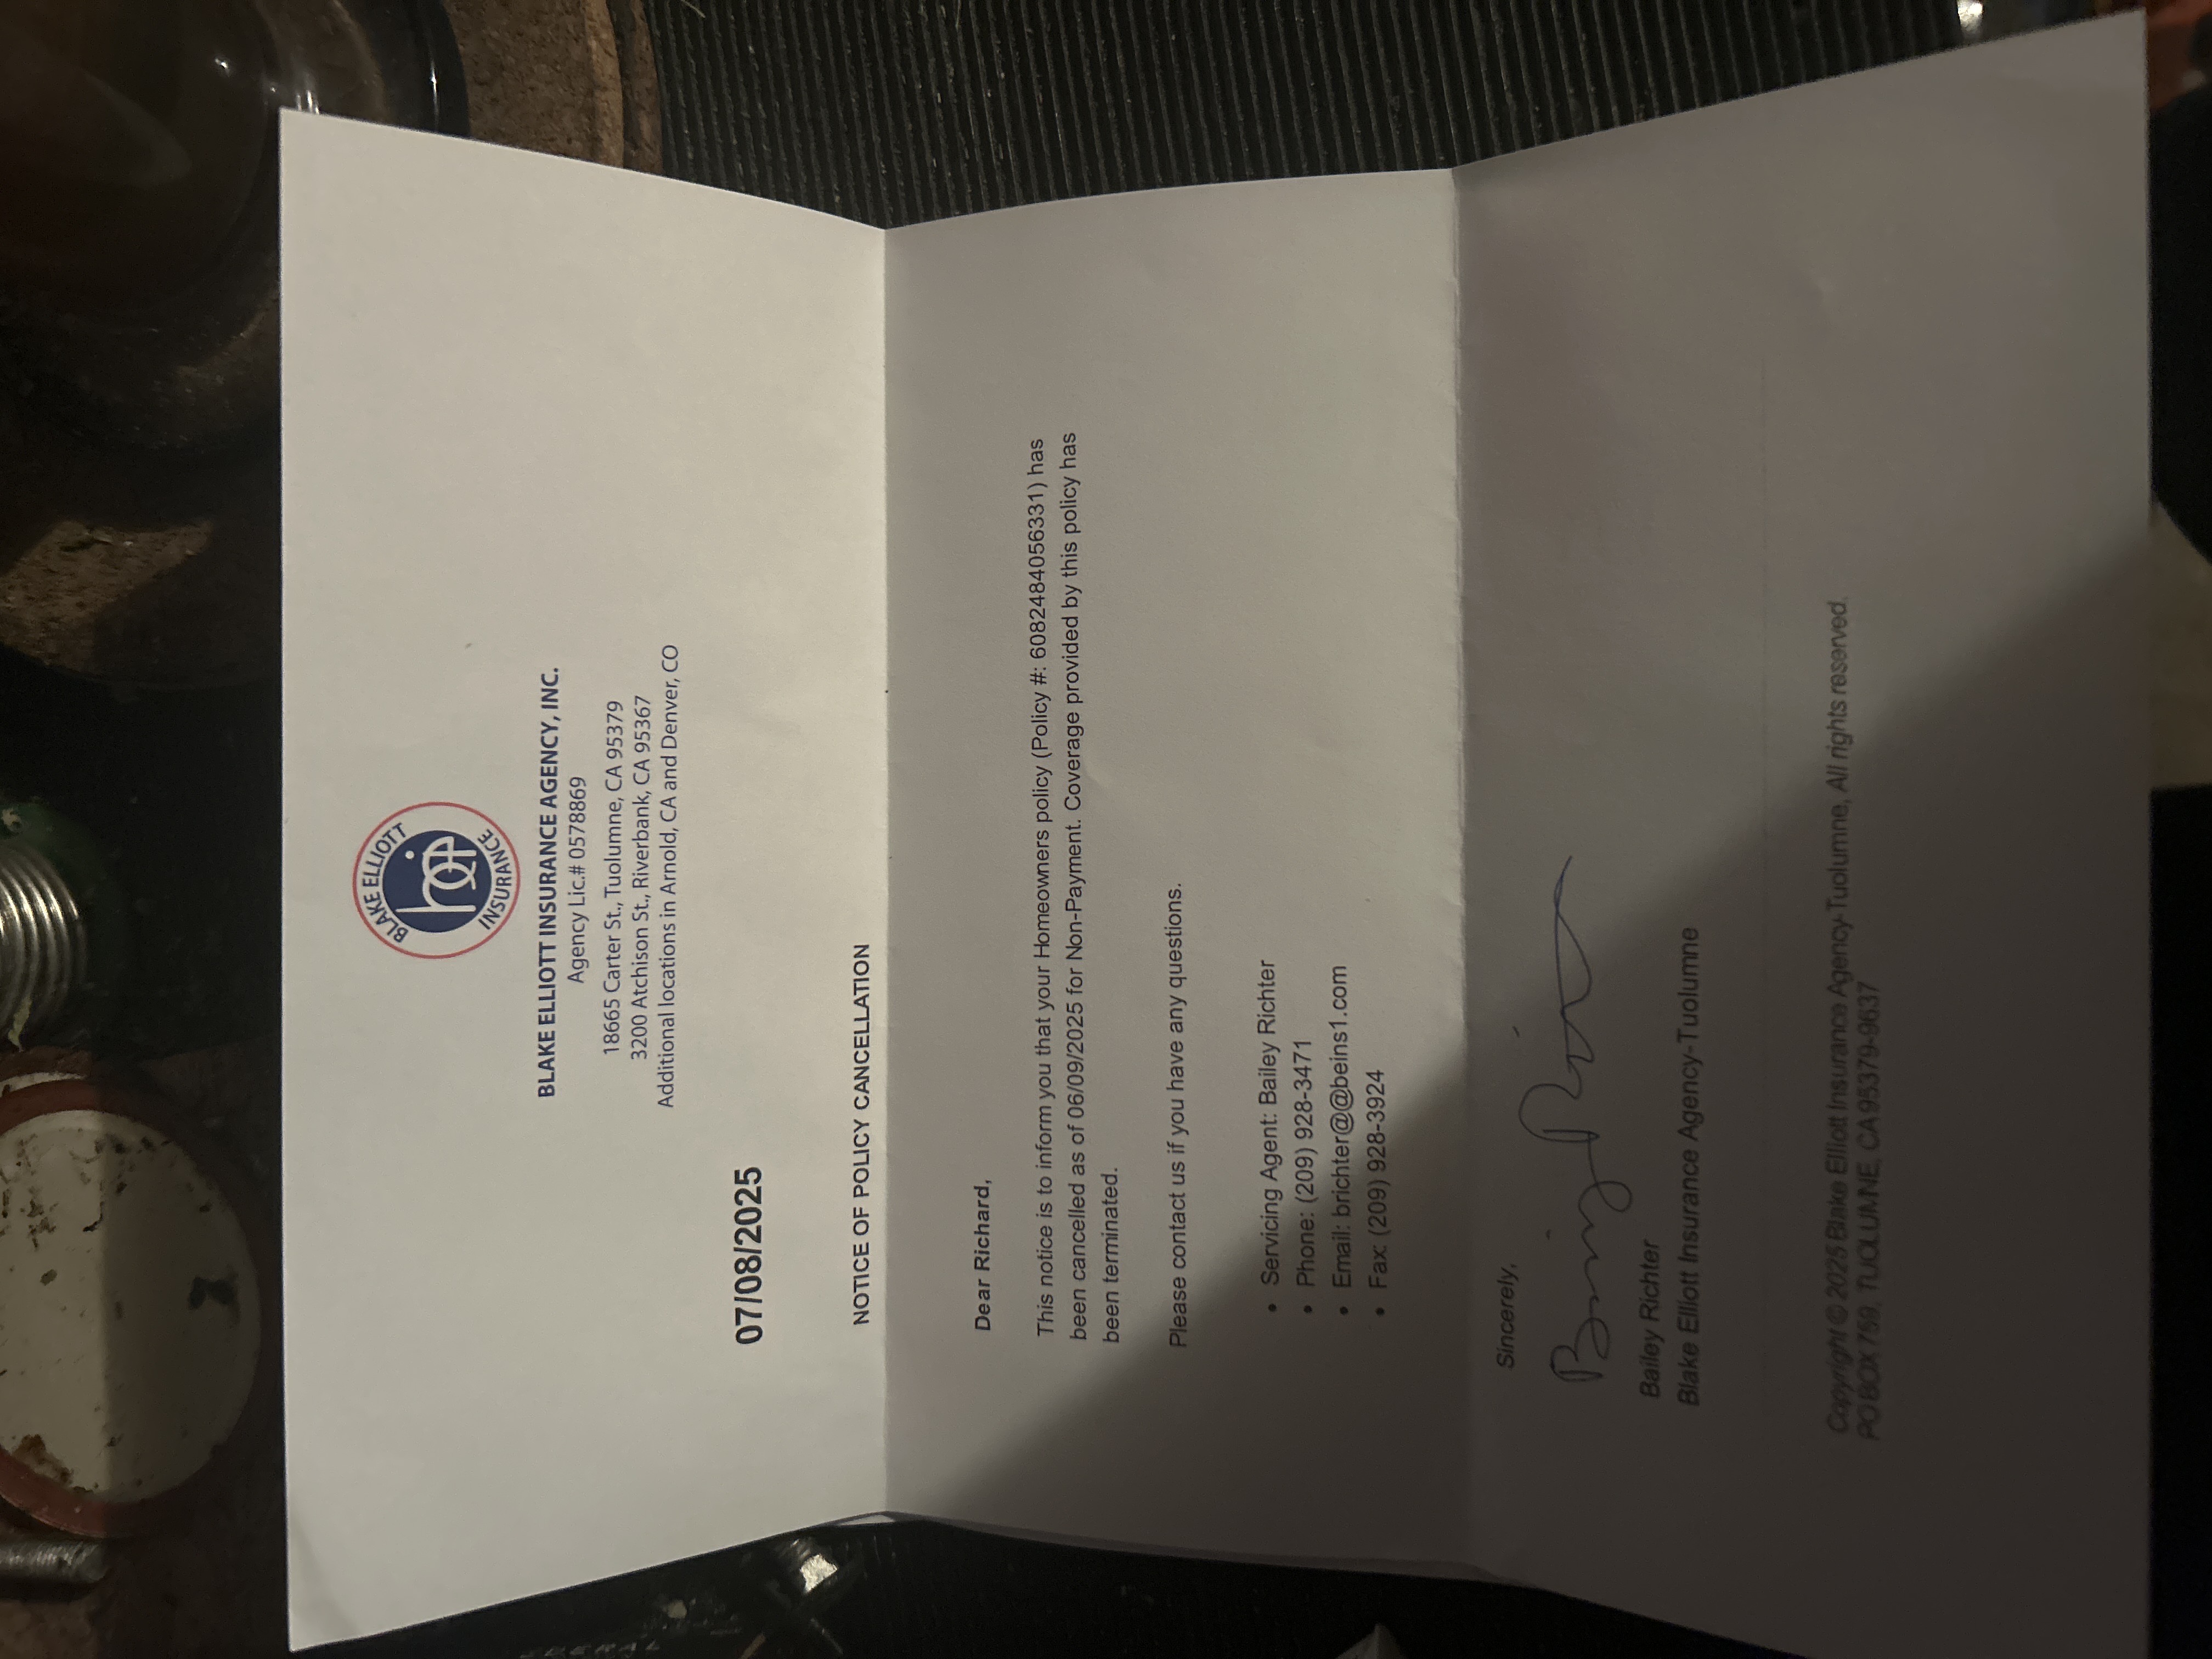 BLAKE ELLIOTT
INSURANCE
BLAKE ELLIOTT INSURANCE AGENCY, INC.
Agency Lic.# 0578869
18665 Carter St., Tuolumne, CA 95379
3200 Atchison St., Riverbank, CA 95367
Additional locations in Arnold, CA and Denver, CO
07/08/2025
NOTICE OF POLICY CANCELLATION
Dear Richard,
This notice is to inform you that your Homeowners policy (Policy #: 6082484056331) has
been cancelled as of 06/09/2025 for Non-Payment. Coverage provided by this policy has
been terminated.
Please contact us if you have any questions.
• Servicing Agent: Bailey Richter
• Phone: (209) 928-3471
• Email: brichter@@beins1.com
• Fax: (209) 928-3924
Sincerely,
Bailey Richter
Blake Elliott Insurance Agency-Tuolumne
Copyright © 2025 Blake Elliott Insurance Agency-Tuolumne, All rights reserved.
PO BOX 759, TUOLUMNE, CA 95379-9637